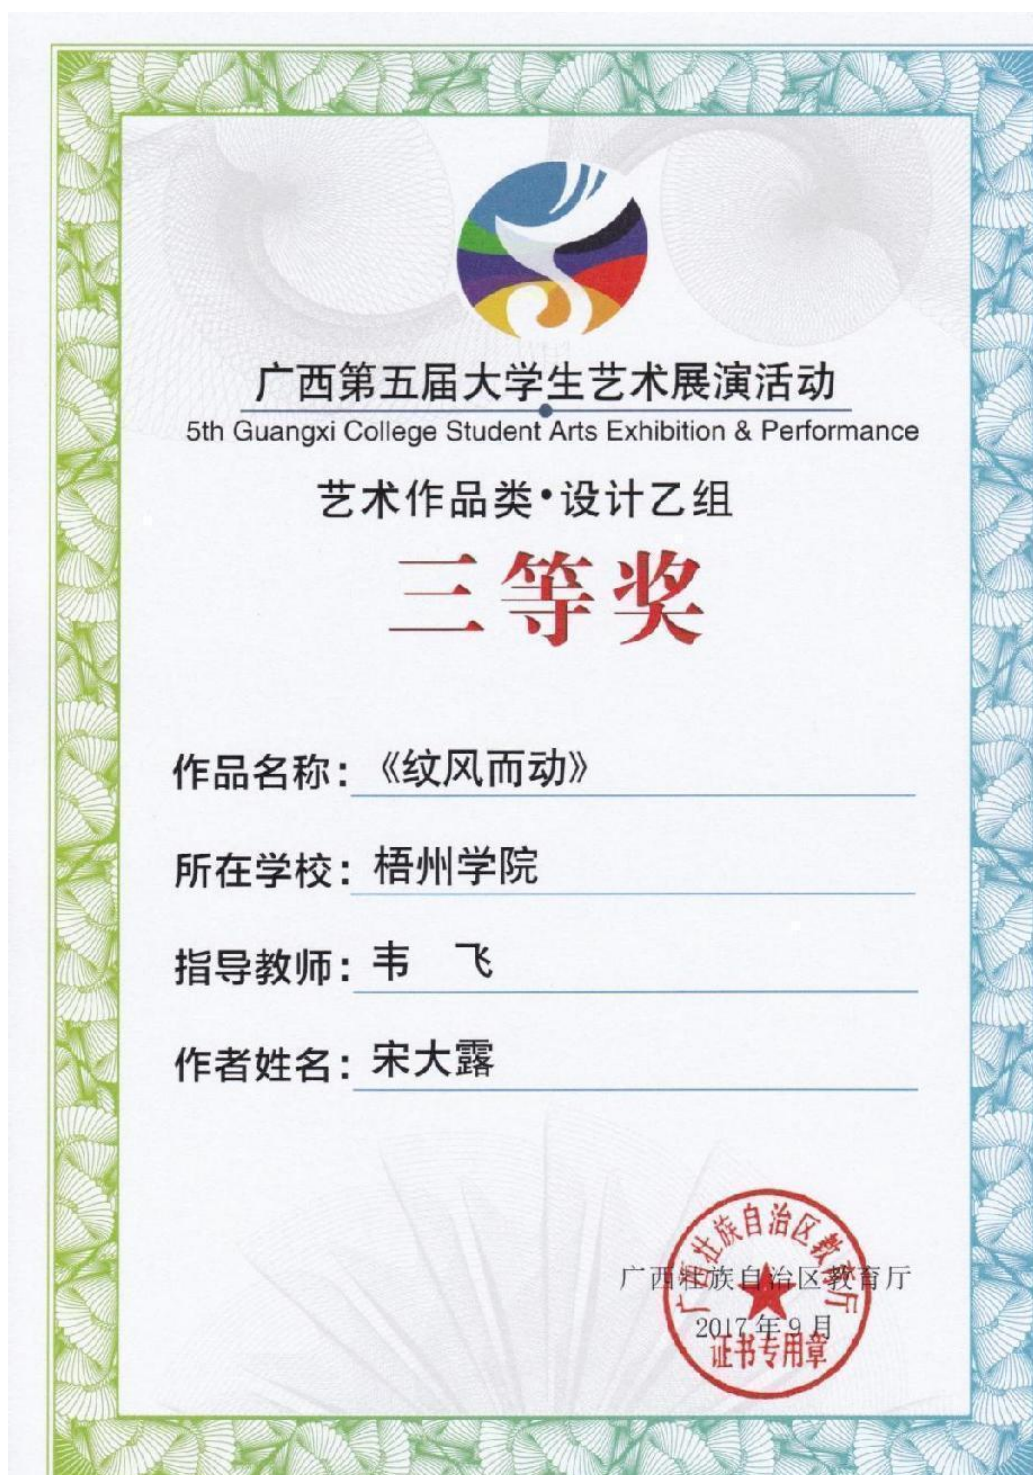 广西第五届大学生艺术展演活动
5th Guangxi College Student Arts Exhibition & Performance
艺术作品类•设计乙组
三等奖
作品名称：《纹风而动》
所在学校：梧州学院
指导教师：韦 飞
作者姓名：宋大露
广西壮族自治区教育厅
2017年9月
广西壮族自治区教育厅
证书专用章